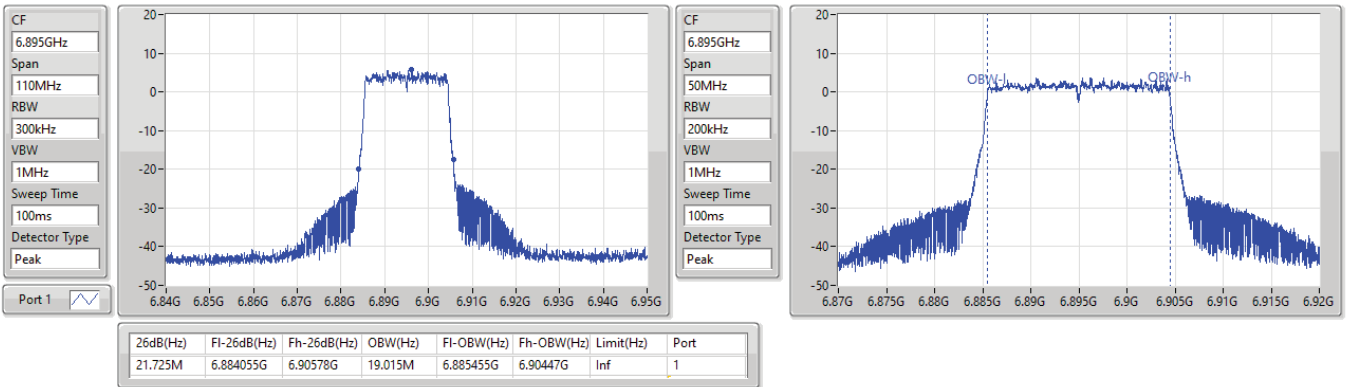 CF
6.895GHz
Span
110MHz
RBW
300kHz
VBW
1MHz
Sweep Time
100ms
Detector Type
Peak
Port 1
20
10
0
-10
-20
-30
-40
-50
6.84G 6.85G 6.86G 6.87G 6.88G 6.89G 6.9G 6.91G 6.92G 6.93G 6.94G 6.95G
CF
6.895GHz
Span
50MHz
RBW
200kHz
VBW
1MHz
Sweep Time
100ms
Detector Type
Peak
20
10
0
-10
-20
-30
-40
-50
OBW-l OBW-h
6.87G 6.875G 6.88G 6.885G 6.89G 6.895G 6.9G 6.905G 6.91G 6.915G 6.92G
26dB(Hz) Fl-26dB(Hz) Fh-26dB(Hz) OBW(Hz) Fl-OBW(Hz) Fh-OBW(Hz) Limit(Hz) Port
21.725M 6.884055G 6.90578G 19.015M 6.885455G 6.90447G Inf 1